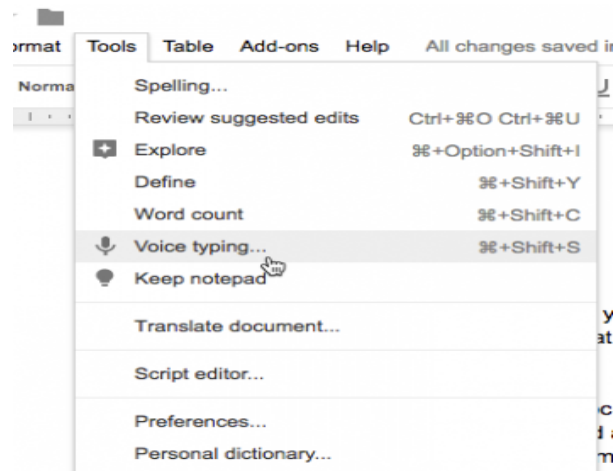 ormat Tools Table Add-ons Help All changes saved i
Norma
Spelling...
Review suggested edits Ctrl+⌘O Ctrl+⌘U
Explore ⌘+Option+Shift+I
Define ⌘+Shift+Y
Word count ⌘+Shift+C
Voice typing... ⌘+Shift+S
Keep notepad
Translate document...
Script editor...
Preferences...
Personal dictionary...